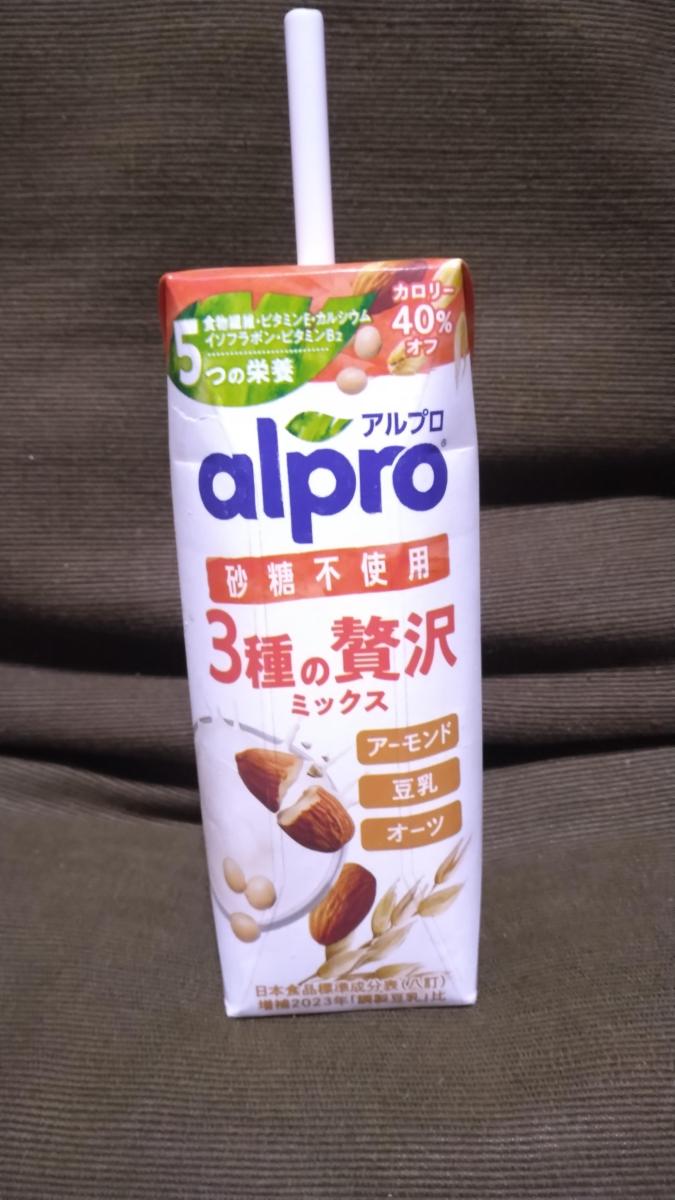 食物繊維・ビタミンE・カルシウム
イソフラボン・ビタミンB₂
5つの栄養
カロリー
40%
オフ
アルプロ
alpro®
砂糖不使用
3種の贅沢
ミックス
アーモンド
豆乳
オーツ
日本食品標準成分表(八訂)
増補2023年「調製豆乳」比